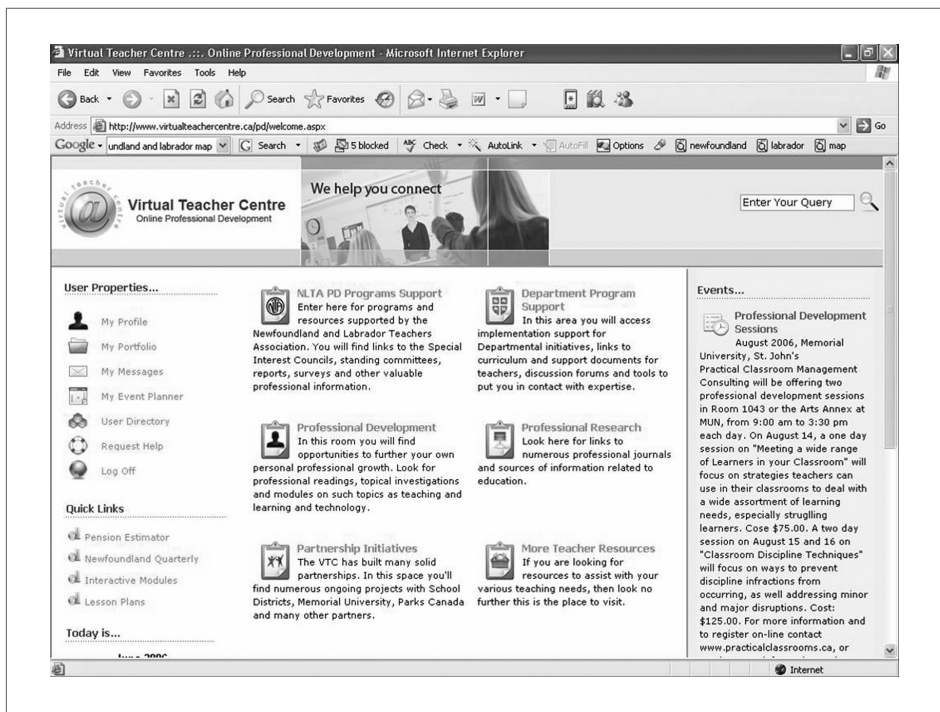 Virtual Teacher Centre .::. Online Professional Development - Microsoft Internet Explorer
File Edit View Favorites Tools Help
Back Search Favorites
Address http://www.virtualteachercentre.ca/pd/welcome.aspx Go
Google undland and labrador map Search 5 blocked Check AutoLink AutoFill Options newfoundland labrador map
virtual teacher centre
Virtual Teacher Centre
Online Professional Development
We help you connect
Enter Your Query
User Properties...
My Profile
My Portfolio
My Messages
My Event Planner
User Directory
Request Help
Log Off
Quick Links
Pension Estimator
Newfoundland Quarterly
Interactive Modules
Lesson Plans
Today is...
June 2006
NLTA PD Programs Support
Enter here for programs and
resources supported by the
Newfoundland and Labrador Teachers
Association. You will find links to the Special
Interest Councils, standing committees,
reports, surveys and other valuable
professional information.
Department Program
Support
In this area you will access
implementation support for
Departmental initiatives, links to
curriculum and support documents for
teachers, discussion forums and tools to
put you in contact with expertise.
Professional Development
In this room you will find
opportunities to further your own
personal professional growth. Look for
professional readings, topical investigations
and modules on such topics as teaching and
learning and technology.
Professional Research
Look here for links to
numerous professional journals
and sources of information related to
education.
Partnership Initiatives
The VTC has built many solid
partnerships. In this space you'll
find numerous ongoing projects with School
Districts, Memorial University, Parks Canada
and many other partners.
More Teacher Resources
If you are looking for
resources to assist with your
various teaching needs, then look no
further this is the place to visit.
Events...
Professional Development
Sessions
August 2006, Memorial
University, St. John's
Practical Classroom Management
Consulting will be offering two
professional development sessions
in Room 1043 or the Arts Annex at
MUN, from 9:00 am to 3:30 pm
each day. On August 14, a one day
session on "Meeting a wide range
of Learners in your Classroom" will
focus on strategies teachers can
use in their classrooms to deal with
a wide assortment of learning
needs, especially struglling
learners. Cose $75.00. A two day
session on August 15 and 16 on
"Classroom Discipline Techniques"
will focus on ways to prevent
discipline infractions from
occurring, as well addressing minor
and major disruptions. Cost:
$125.00. For more information and
to register on-line contact
www.practicalclassrooms.ca, or
Internet